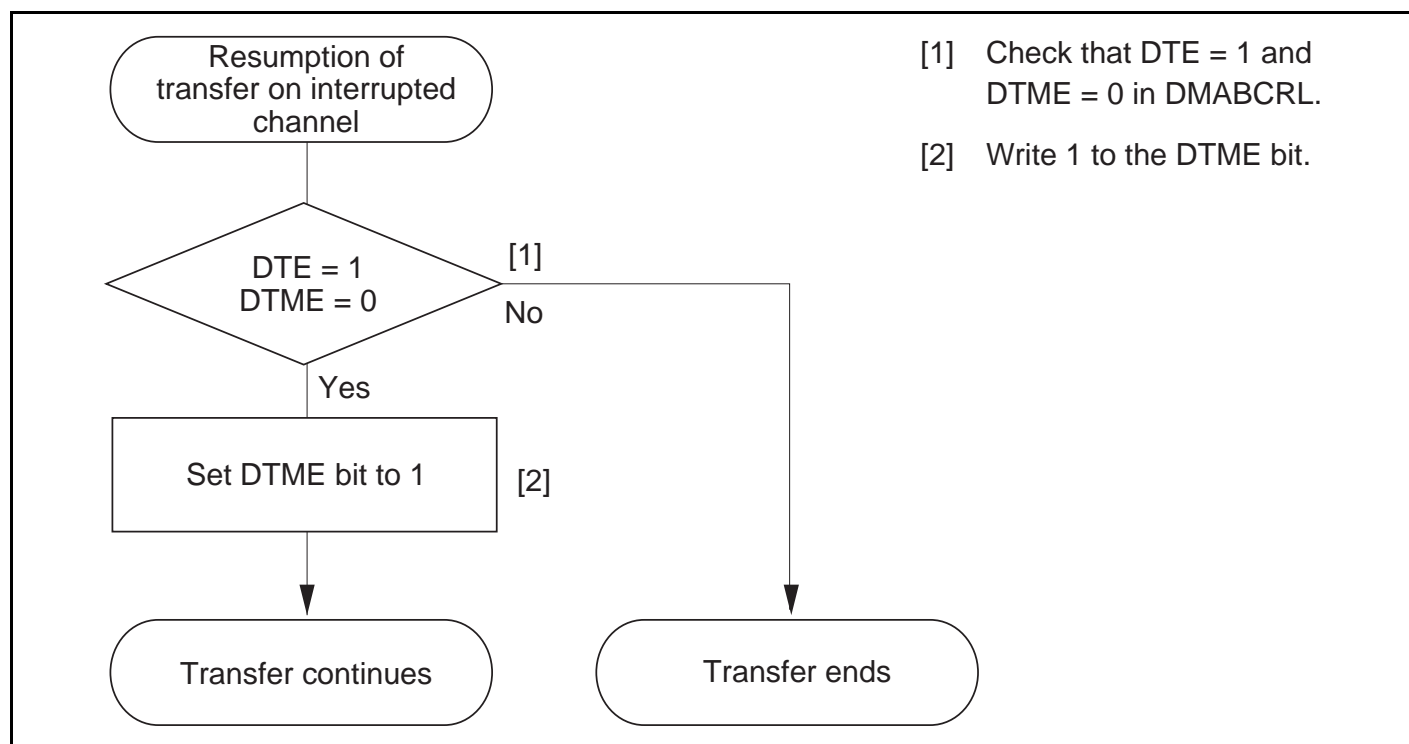 Resumption of
transfer on interrupted
channel
[1] Check that DTE = 1 and
DTME = 0 in DMABCRL.
[2] Write 1 to the DTME bit.
DTE = 1
DTME = 0
[1]
No
Yes
Set DTME bit to 1
[2]
Transfer continues
Transfer ends